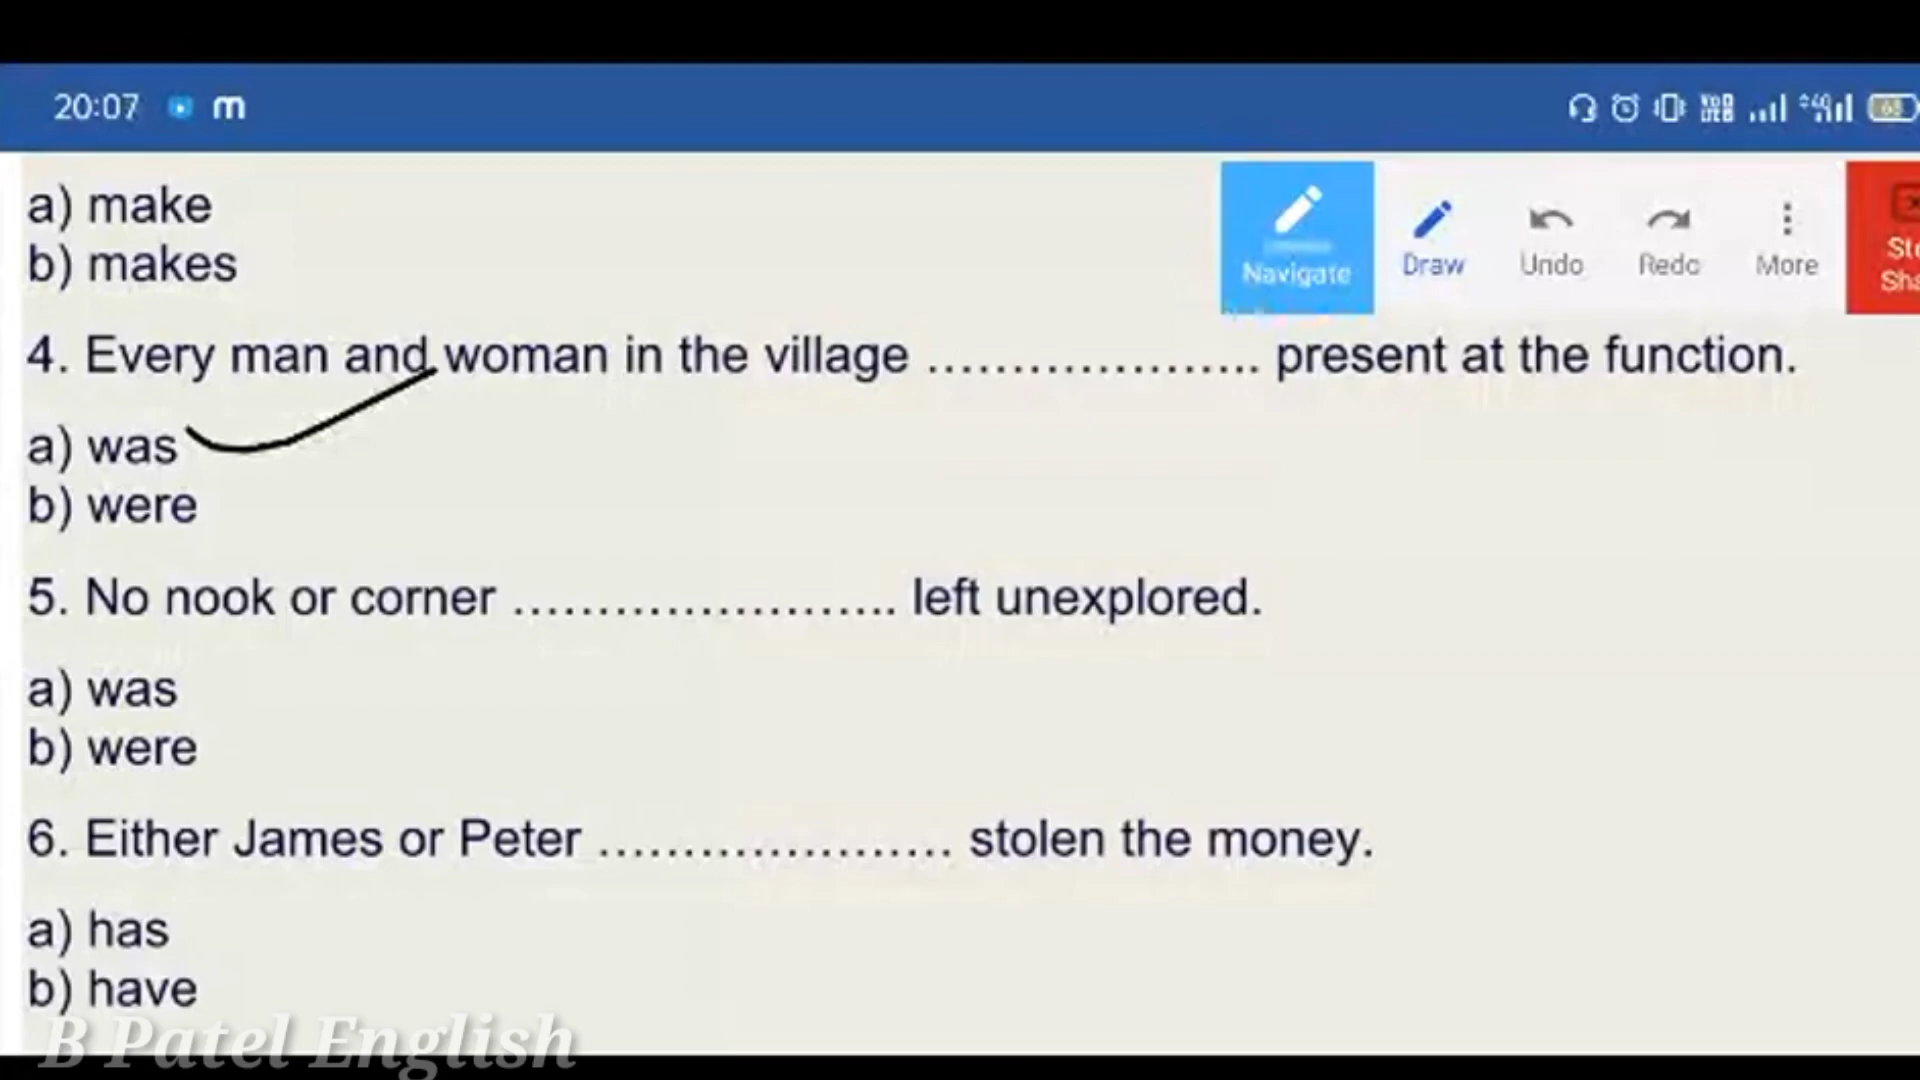 20:07 m
a) make
b) makes
Navigate Draw Undo Redo More
4. Every man and woman in the village .................... present at the function.
a) was
b) were
5. No nook or corner ....................... left unexplored.
a) was
b) were
6. Either James or Peter ..................... stolen the money.
a) has
b) have
B Patel English